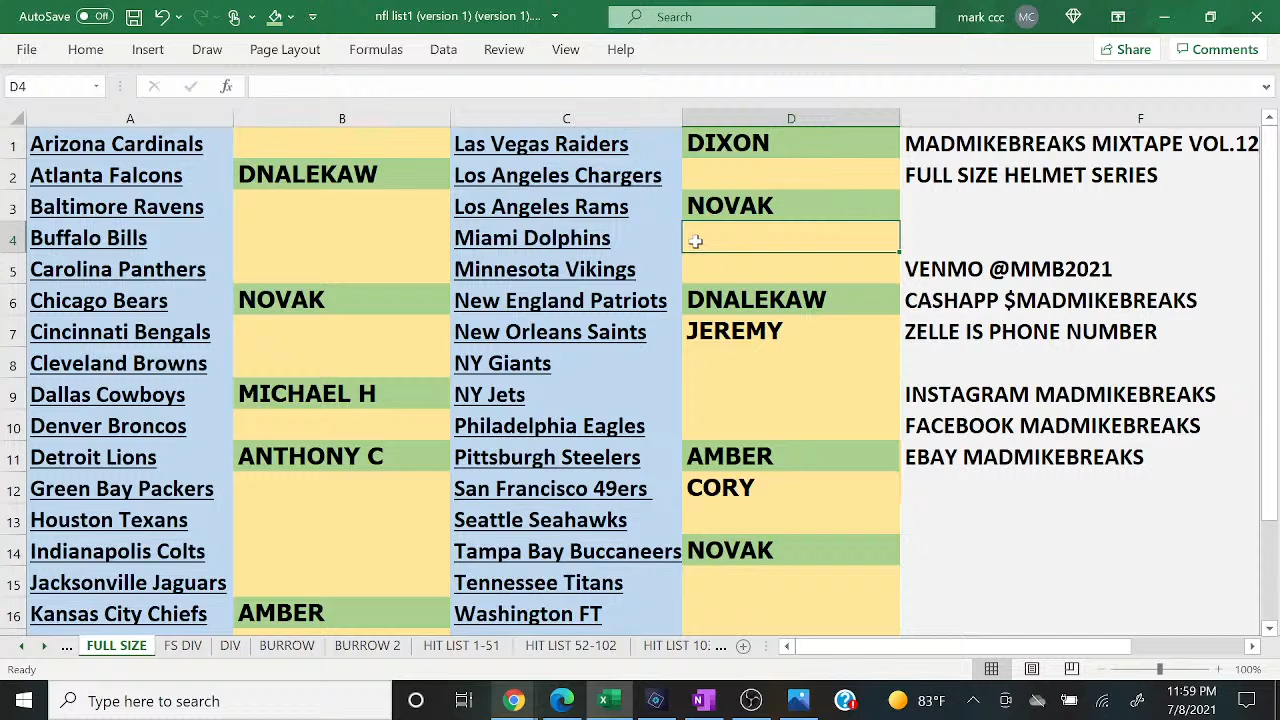 AutoSave Off nfl list1 (version 1) (version 1).... Search mark ccc MC
File Home Insert Draw Page Layout Formulas Data Review View Help Share Comments
D4 fx
A B C D F
1 Arizona Cardinals Las Vegas Raiders DIXON MADMIKEBREAKS MIXTAPE VOL.12
2 Atlanta Falcons DNALEKAW Los Angeles Chargers FULL SIZE HELMET SERIES
3 Baltimore Ravens Los Angeles Rams NOVAK
4 Buffalo Bills Miami Dolphins
5 Carolina Panthers Minnesota Vikings VENMO @MMB2021
6 Chicago Bears NOVAK New England Patriots DNALEKAW CASHAPP $MADMIKEBREAKS
7 Cincinnati Bengals New Orleans Saints JEREMY ZELLE IS PHONE NUMBER
8 Cleveland Browns NY Giants
9 Dallas Cowboys MICHAEL H NY Jets INSTAGRAM MADMIKEBREAKS
10 Denver Broncos Philadelphia Eagles FACEBOOK MADMIKEBREAKS
11 Detroit Lions ANTHONY C Pittsburgh Steelers AMBER EBAY MADMIKEBREAKS
12 Green Bay Packers San Francisco 49ers CORY
13 Houston Texans Seattle Seahawks
14 Indianapolis Colts Tampa Bay Buccaneers NOVAK
15 Jacksonville Jaguars Tennessee Titans
16 Kansas City Chiefs AMBER Washington FT
... FULL SIZE FS DIV DIV BURROW BURROW 2 HIT LIST 1-51 HIT LIST 52-102 HIT LIST 10: ...
Ready 100%
Type here to search 83°F 11:59 PM
7/8/2021